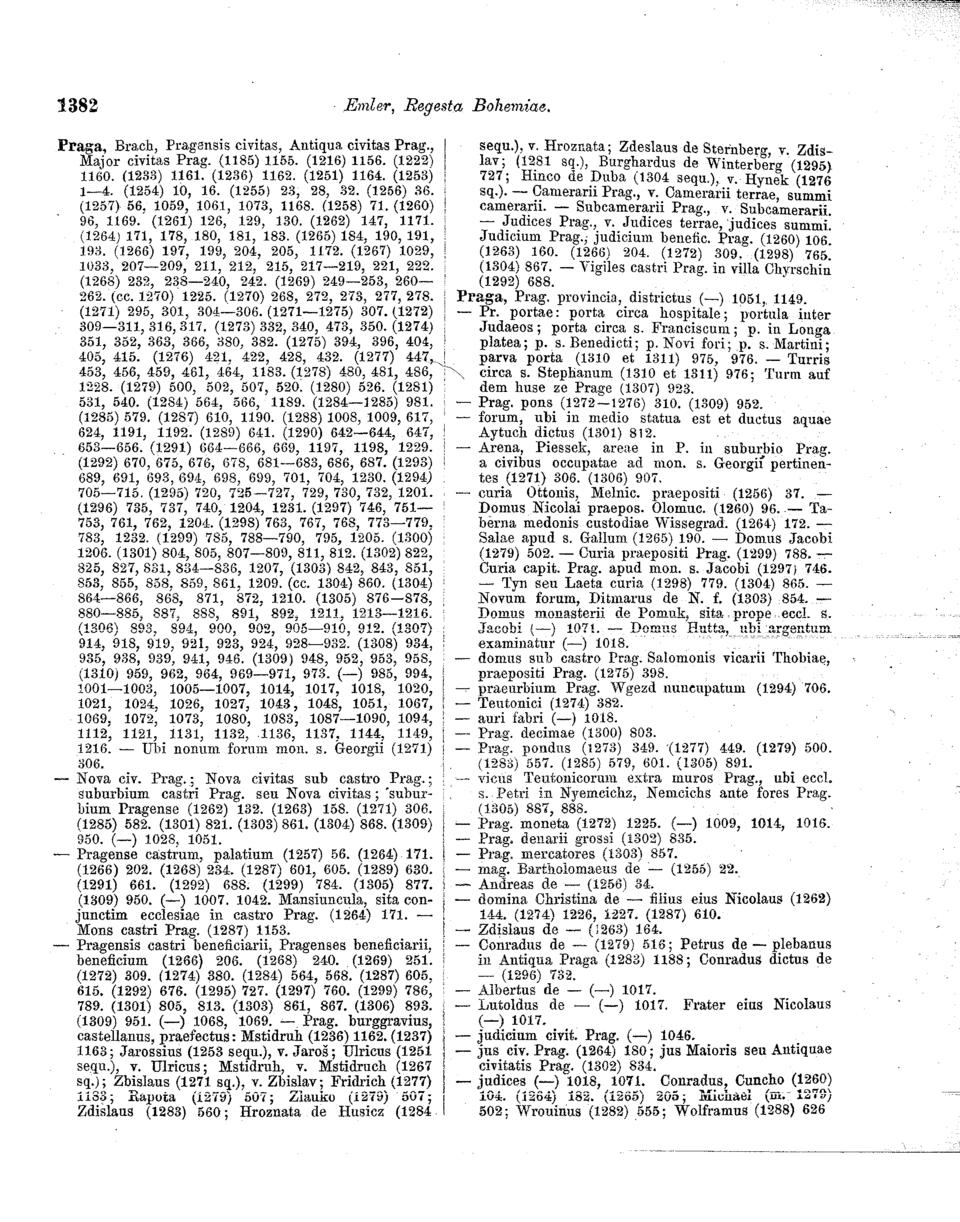 1382
Emler, Regesta Bohemiae.
Praga, Brach, Pragensis civitas, Antiqua civitas Prag.,
Major civitas Prag. (1185) 1155. (1216) 1156. (1222)
1160. (1233) 1161. (1236) 1162. (1251) 1164. (1253)
1—4. (1254) 10, 16. (1255) 23, 28, 32. (1256) 36.
(1257) 56, 1059, 1061, 1073, 1168. (1258) 71. (1260)
96, 1169. (1261) 126, 129, 130. (1262) 147, 1171.
(1264) 171, 178, 180, 181, 183. (1265) 184, 190, 191,
193. (1266) 197, 199, 204, 205, 1172. (1267) 1029,
1033, 207—209, 211, 212, 215, 217—219, 221, 222.
(1268) 232, 238—240, 242. (1269) 249—253, 260—
262. (cc. 1270) 1225. (1270) 268, 272, 273, 277, 278.
(1271) 295, 301, 304—306. (1271—1275) 307. (1272)
309—311, 316, 317. (1273) 332, 340, 473, 350. (1274)
351, 352, 363, 366, 380, 382. (1275) 394, 396, 404,
405, 415. (1276) 421, 422, 428, 432. (1277) 447,
453, 456, 459, 461, 464, 1183. (1278) 480, 481, 486,
1228. (1279) 500, 502, 507, 520. (1280) 526. (1281)
531, 540. (1284) 564, 566, 1189. (1284—1285) 981.
(1285) 579. (1287) 610, 1190. (1288) 1008, 1009, 617,
624, 1191, 1192. (1289) 641. (1290) 642—644, 647,
653—656. (1291) 664—666, 669, 1197, 1198, 1229.
(1292) 670, 675, 676, 678, 681—683, 686, 687. (1293)
689, 691, 693, 694, 698, 699, 701, 704, 1230. (1294)
705—715. (1295) 720, 725—727, 729, 730, 732, 1201.
(1296) 735, 737, 740, 1204, 1231. (1297) 746, 751—
753, 761, 762, 1204. (1298) 763, 767, 768, 773—779,
783, 1232. (1299) 785, 788—790, 795, 1205. (1300)
1206. (1301) 804, 805, 807—809, 811, 812. (1302) 822,
825, 827, 831, 834—836, 1207, (1303) 842, 843, 851,
853, 855, 858, 859, 861, 1209. (cc. 1304) 860. (1304)
864—866, 868, 871, 872, 1210. (1305) 876—878,
880—885, 887, 888, 891, 892, 1211, 1213—1216.
(1306) 893, 894, 900, 902, 905—910, 912. (1307)
914, 918, 919, 921, 923, 924, 928—932. (1308) 934,
935, 938, 939, 941, 946. (1309) 948, 952, 953, 958,
(1310) 959, 962, 964, 969—971, 973. (—) 985, 994,
1001—1003, 1005—1007, 1014, 1017, 1018, 1020,
1021, 1024, 1026, 1027, 1043, 1048, 1051, 1067,
1069, 1072, 1073, 1080, 1083, 1087—1090, 1094,
1112, 1121, 1131, 1132, 1136, 1137, 1144, 1149,
1216. — Ubi nonum forum mon. s. Georgii (1271)
306.
— Nova civ. Prag.; Nova civitas sub castro Prag.;
suburbium castri Prag. seu Nova civitas; subur-
bium Pragense (1262) 132. (1263) 158. (1271) 306.
(1285) 582. (1301) 821. (1303) 861. (1304) 868. (1309)
950. (—) 1028, 1051.
— Pragense castrum, palatium (1257) 56. (1264) 171.
(1266) 202. (1268) 234. (1287) 601, 605. (1289) 630.
(1291) 661. (1292) 688. (1299) 784. (1305) 877.
(1309) 950. (—) 1007. 1042. Mansiuncula, sita con-
junctim ecclesiae in castro Prag. (1264) 171. —
Mons castri Prag. (1287) 1153.
— Pragensis castri beneficiarii, Pragenses beneficiarii,
beneficium (1266) 206. (1268) 240. (1269) 251.
(1272) 309. (1274) 380. (1284) 564, 568. (1287) 605,
615. (1292) 676. (1295) 727. (1297) 760. (1299) 786,
789. (1301) 805, 813. (1303) 861, 867. (1306) 893.
(1309) 951. (—) 1068, 1069. — Prag. burggravius,
castellanus, praefectus: Mstidruh (1236) 1162. (1237)
1163; Jarossius (1253 sequ.), v. Jaroš; Ulricus (1251
sequ.), v. Ulricus; Mstidruh, v. Mstidruch (1267
sq.); Zbislaus (1271 sq.), v. Zbislav; Fridrich (1277)
1183; Rapota (1279) 507; Zlauko (1279) 507;
Zdislaus (1283) 560; Hroznata de Husicz (1284
sequ.), v. Hroznata; Zdeslaus de Sternberg, v. Zdis-
lav; (1281 sq.), Burghardus de Winterberg (1295)
727; Hinco de Duba (1304 sequ.), v. Hynek (1276
sq.). — Camerarii Prag., v. Camerarii terrae, summi
camerarii. — Subcamerarii Prag., v. Subcamerarii.
— Judices Prag., v. Judices terrae, judices summi.
Judicium Prag.; judicium benefic. Prag. (1260) 106.
(1263) 160. (1266) 204. (1272) 309. (1298) 765.
(1304) 867. — Vigiles castri Prag. in villa Chyrschin
(1292) 688.
Praga, Prag. provincia, districtus (—) 1051, 1149.
— Pr. portae: porta circa hospitale; portula inter
Judaeos; porta circa s. Franciscum; p. in Longa
platea; p. s. Benedicti; p. Novi fori; p. s. Martini;
parva porta (1310 et 1311) 975, 976. — Turris
circa s. Stephanum (1310 et 1311) 976; Turm auf
dem huse ze Prage (1307) 923.
— Prag. pons (1272—1276) 310. (1309) 952.
— forum, ubi in medio statua est et ductus aquae
Aytuch dictus (1301) 812.
— Arena, Piessek, areae in P. in suburbio Prag.
a civibus occupatae ad mon. s. Georgii pertinen-
tes (1271) 306. (1306) 907.
— curia Ottonis, Melnic. praepositi (1256) 37. —
Domus Nicolai praepos. Olomuc. (1260) 96. — Ta-
berna medonis custodiae Wissegrad. (1264) 172. —
Salae apud s. Gallum (1265) 190. — Domus Jacobi
(1279) 502. — Curia praepositi Prag. (1299) 788. —
Curia capit. Prag. apud mon. s. Jacobi (1297) 746.
— Tyn seu Laeta curia (1298) 779. (1304) 865. —
Novum forum, Ditmarus de N. f. (1303) 854. —
Domus monasterii de Pomuk, sita prope eccl. s.
Jacobi (—) 1071. — Domus Hutta, ubi argentum
examinatur (—) 1018.
— domus sub castro Prag. Salomonis vicarii Thobiae,
praepositi Prag. (1275) 398.
— praeurbium Prag. Wgezd nuncupatum (1294) 706.
— Teutonici (1274) 382.
— auri fabri (—) 1018.
— Prag. decimae (1300) 803.
— Prag. pondus (1273) 349. (1277) 449. (1279) 500.
(1283) 557. (1285) 579, 601. (1305) 891.
— vicus Teutonicorum extra muros Prag., ubi eccl.
s. Petri in Nyemcichz, Nemcichs ante fores Prag.
(1305) 887, 888.
— Prag. moneta (1272) 1225. (—) 1009, 1014, 1016.
— Prag. denarii grossi (1302) 835.
— Prag. mercatores (1303) 857.
— mag. Bartholomaeus de — (1255) 22.
— Andreas de — (1256) 34.
— domina Christina de — filius eius Nicolaus (1262)
144. (1274) 1226, 1227. (1287) 610.
— Zdislaus de — (1263) 164.
— Conradus de — (1279) 516; Petrus de — plebanus
in Antiqua Praga (1283) 1188; Conradus dictus de
— (1296) 732.
— Albertus de — (—) 1017.
— Lutoldus de — (—) 1017. Frater eius Nicolaus
(—) 1017.
— judicium civit. Prag. (—) 1046.
— jus civ. Prag. (1264) 180; jus Maioris seu Antiquae
civitatis Prag. (1302) 834.
— judices (—) 1018, 1071. Conradus, Cuncho (1260)
104. (1264) 182. (1265) 205; Michael (m. 1279)
502; Wrouinus (1282) 555; Wolframus (1288) 626